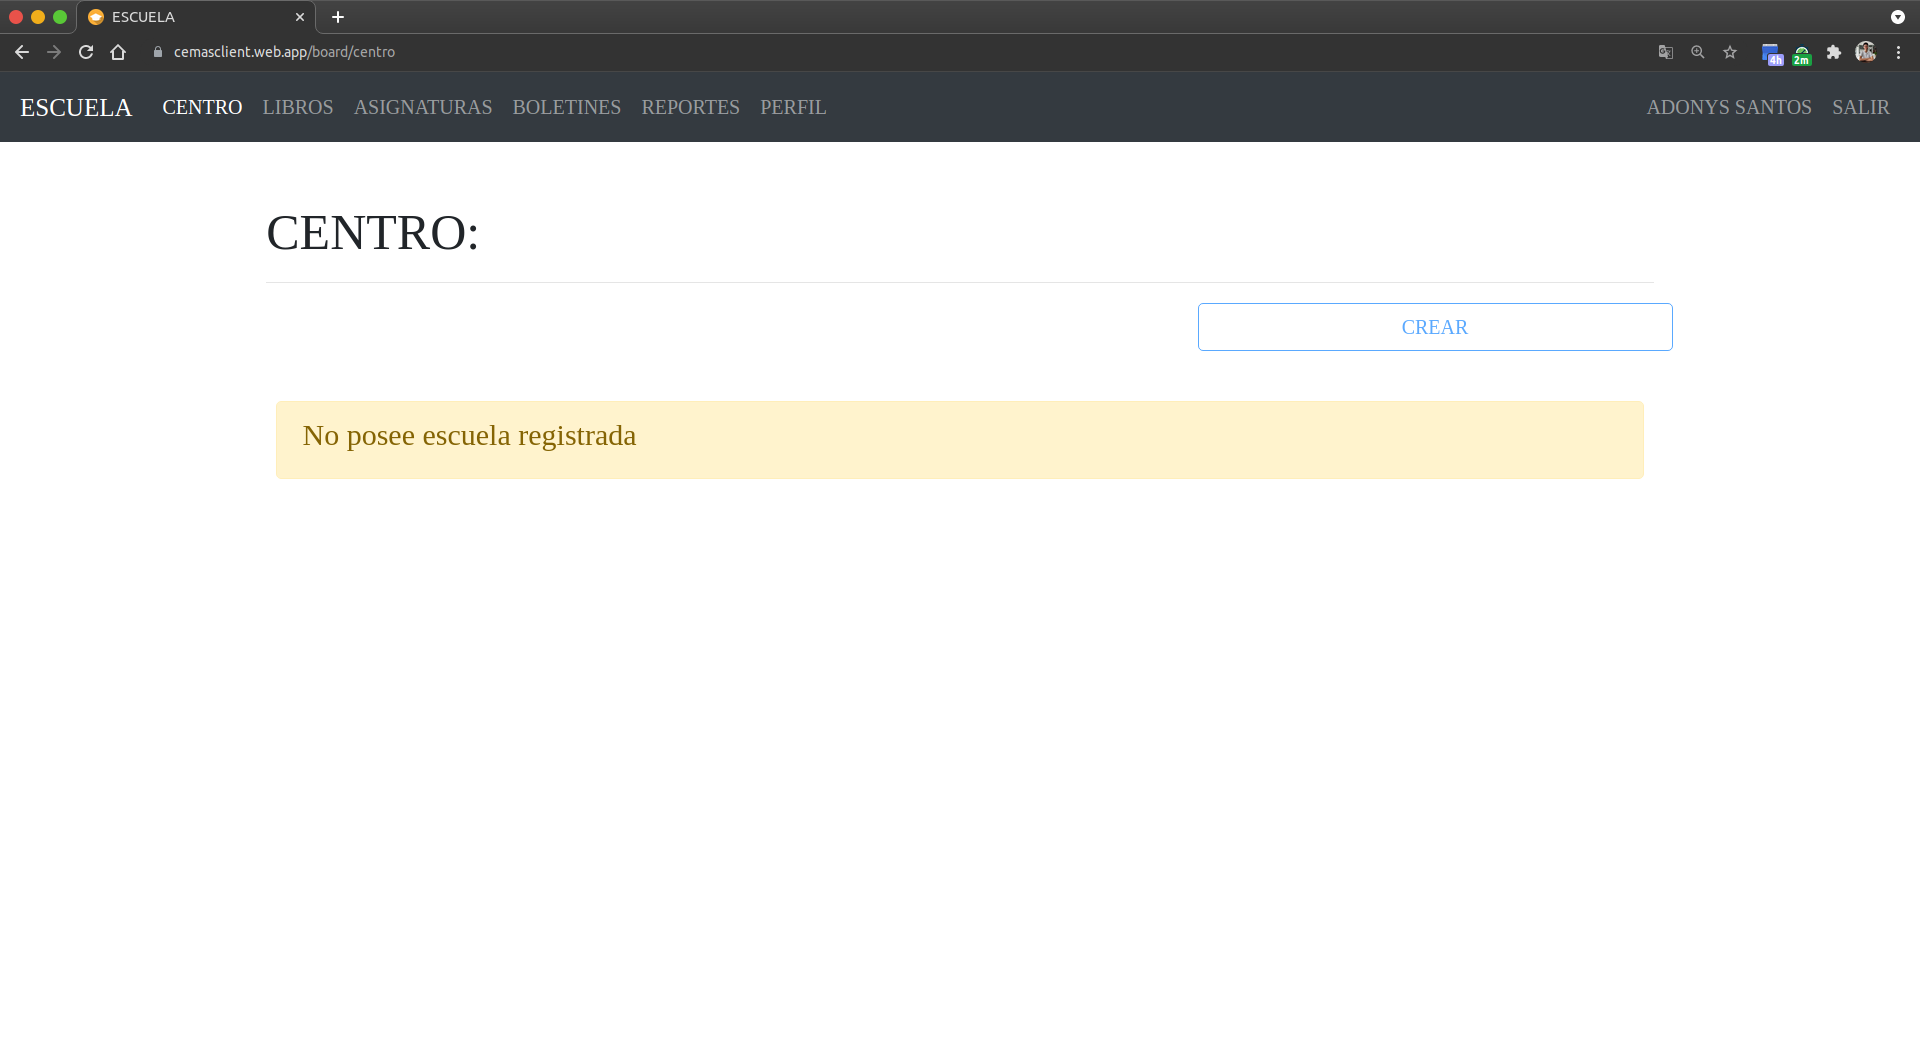 ESCUELA
cemasclient.web.app/board/centro
4h
2m
ESCUELA CENTRO LIBROS ASIGNATURAS BOLETINES REPORTES PERFIL ADONYS SANTOS SALIR
CENTRO:
CREAR
No posee escuela registrada